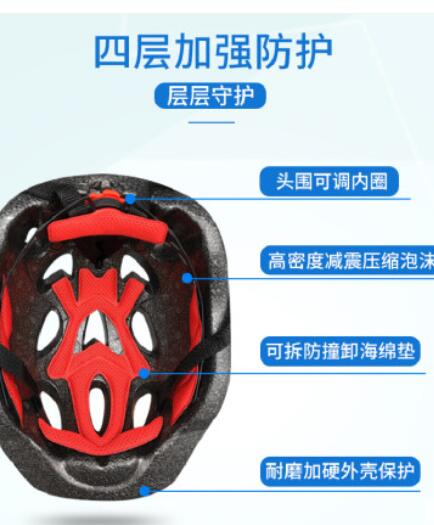 四层加强防护
层层守护
头围可调内圈
高密度减震压缩泡沫
可拆防撞卸海绵垫
耐磨加硬外壳保护